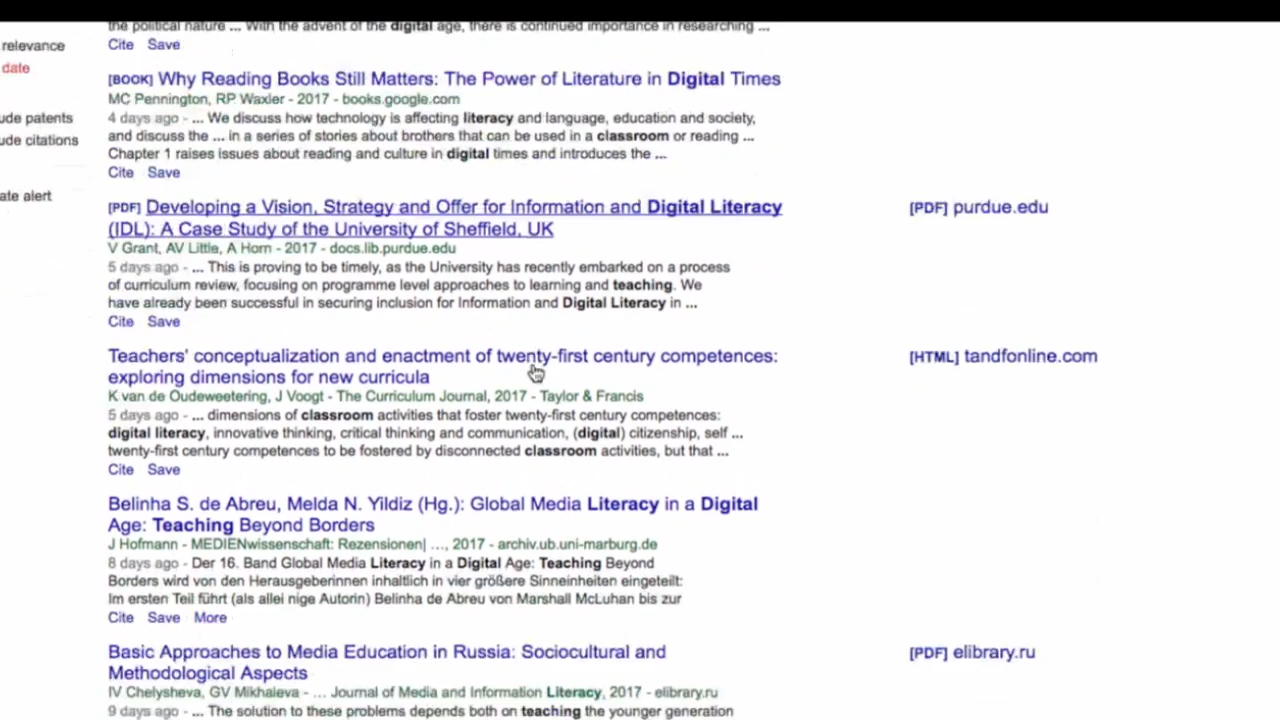 the political nature ... With the advent of the digital age, there is continued importance in researching ...
Cite Save
relevance
date
ude patents
ude citations
ate alert
[BOOK] Why Reading Books Still Matters: The Power of Literature in Digital Times
MC Pennington, RP Waxler - 2017 - books.google.com
4 days ago - ... We discuss how technology is affecting literacy and language, education and society,
and discuss the ... in a series of stories about brothers that can be used in a classroom or reading ...
Chapter 1 raises issues about reading and culture in digital times and introduces the ...
Cite Save
[PDF] Developing a Vision, Strategy and Offer for Information and Digital Literacy
(IDL): A Case Study of the University of Sheffield, UK
[PDF] purdue.edu
V Grant, AV Little, A Horn - 2017 - docs.lib.purdue.edu
5 days ago - ... This is proving to be timely, as the University has recently embarked on a process
of curriculum review, focusing on programme level approaches to learning and teaching. We
have already been successful in securing inclusion for Information and Digital Literacy in ...
Cite Save
Teachers' conceptualization and enactment of twenty-first century competences:
exploring dimensions for new curricula
[HTML] tandfonline.com
K van de Oudeweetering, J Voogt - The Curriculum Journal, 2017 - Taylor & Francis
5 days ago - ... dimensions of classroom activities that foster twenty-first century competences:
digital literacy, innovative thinking, critical thinking and communication, (digital) citizenship, self ...
twenty-first century competences to be fostered by disconnected classroom activities, but that ...
Cite Save
Belinha S. de Abreu, Melda N. Yildiz (Hg.): Global Media Literacy in a Digital
Age: Teaching Beyond Borders
J Hofmann - MEDIENwissenschaft: Rezensionen| ..., 2017 - archiv.ub.uni-marburg.de
8 days ago - Der 16. Band Global Media Literacy in a Digital Age: Teaching Beyond
Borders wird von den Herausgeberinnen inhaltlich in vier größere Sinneinheiten eingeteilt:
Im ersten Teil führt (als allei nige Autorin) Belinha de Abreu von Marshall McLuhan bis zur
Cite Save More
Basic Approaches to Media Education in Russia: Sociocultural and
Methodological Aspects
[PDF] elibrary.ru
IV Chelysheva, GV Mikhaleva - ... Journal of Media and Information Literacy, 2017 - elibrary.ru
9 days ago - ... The solution to these problems depends both on teaching the younger generation